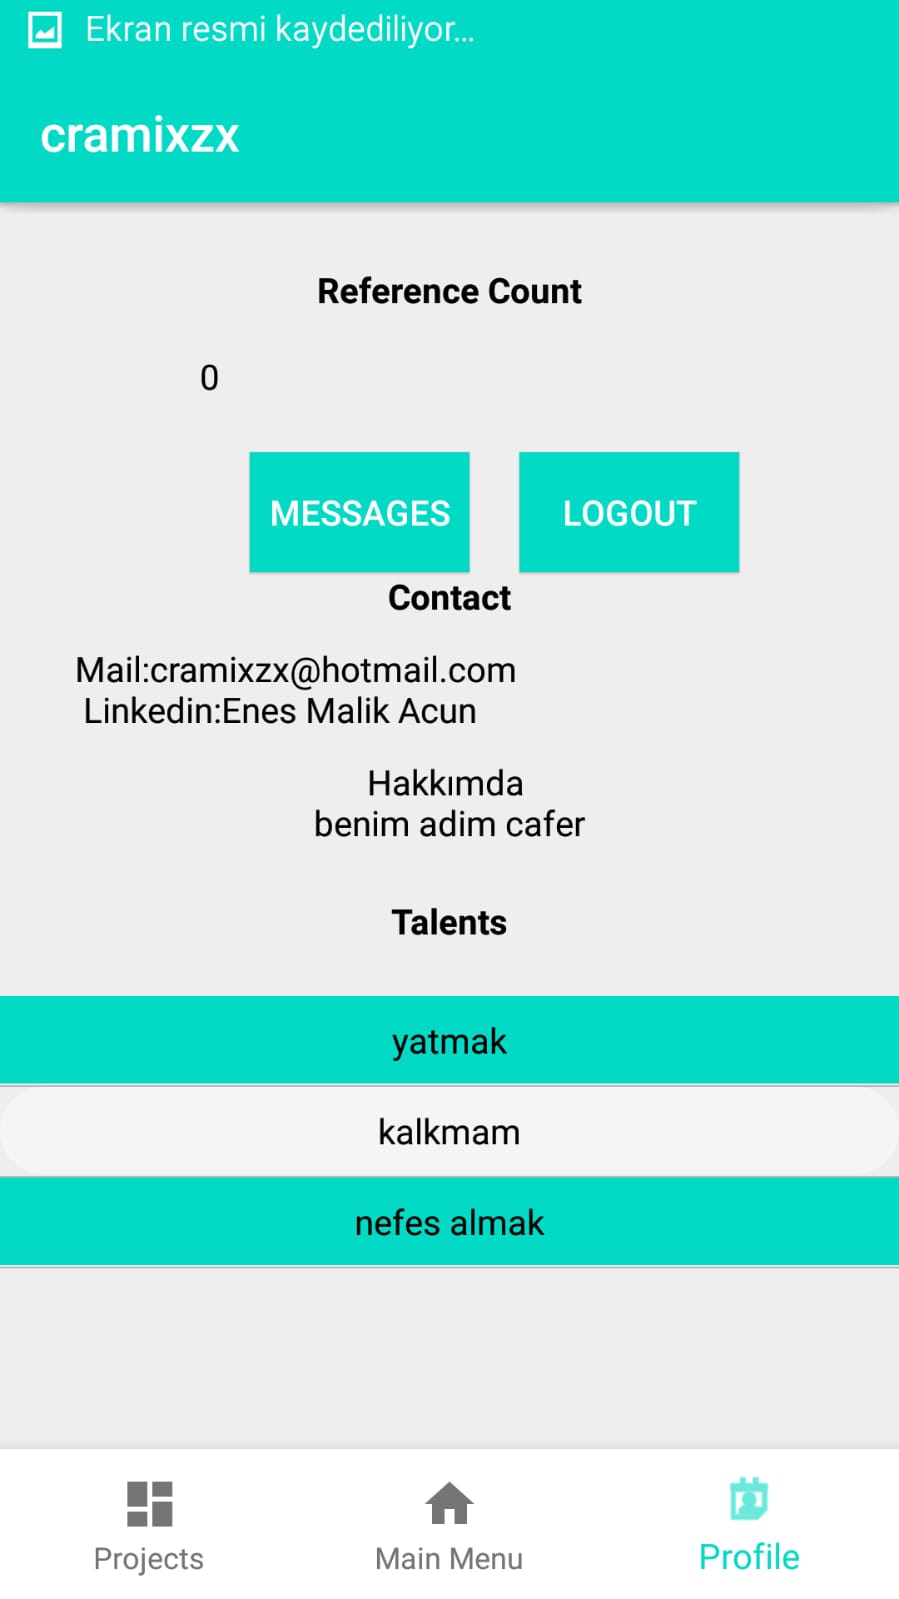 Ekran resmi kaydediliyor...
cramixzx
Reference Count
0
MESSAGES
LOGOUT
Contact
Mail:cramixzx@hotmail.com
Linkedin:Enes Malik Acun
Hakkımda
benim adim cafer
Talents
yatmak
kalkmam
nefes almak
Projects
Main Menu
Profile